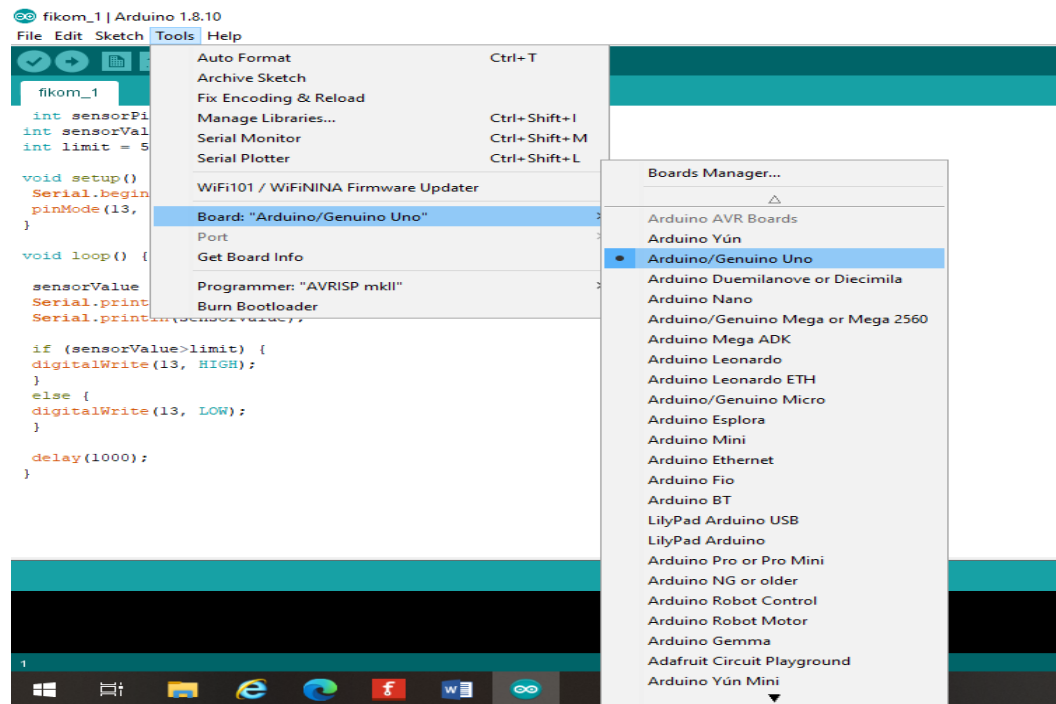 fikom_1 | Arduino 1.8.10
File Edit Sketch Tools Help
fikom_1
int sensorPi
int sensorVal
int limit = 5
void setup()
Serial.begin
pinMode(13,
}
void loop() {
sensorValue
Serial.print
Serial.println(sensorValue);
if (sensorValue>limit) {
digitalWrite(13, HIGH);
}
else {
digitalWrite(13, LOW);
}
delay(1000);
}
Auto Format Ctrl+T
Archive Sketch
Fix Encoding & Reload
Manage Libraries... Ctrl+Shift+I
Serial Monitor Ctrl+Shift+M
Serial Plotter Ctrl+Shift+L
WiFi101 / WiFiNINA Firmware Updater
Board: "Arduino/Genuino Uno"
Port
Get Board Info
Programmer: "AVRISP mkII"
Burn Bootloader
Boards Manager...
Arduino AVR Boards
Arduino Yún
Arduino/Genuino Uno
Arduino Duemilanove or Diecimila
Arduino Nano
Arduino/Genuino Mega or Mega 2560
Arduino Mega ADK
Arduino Leonardo
Arduino Leonardo ETH
Arduino/Genuino Micro
Arduino Esplora
Arduino Mini
Arduino Ethernet
Arduino Fio
Arduino BT
LilyPad Arduino USB
LilyPad Arduino
Arduino Pro or Pro Mini
Arduino NG or older
Arduino Robot Control
Arduino Robot Motor
Arduino Gemma
Adafruit Circuit Playground
Arduino Yún Mini
1